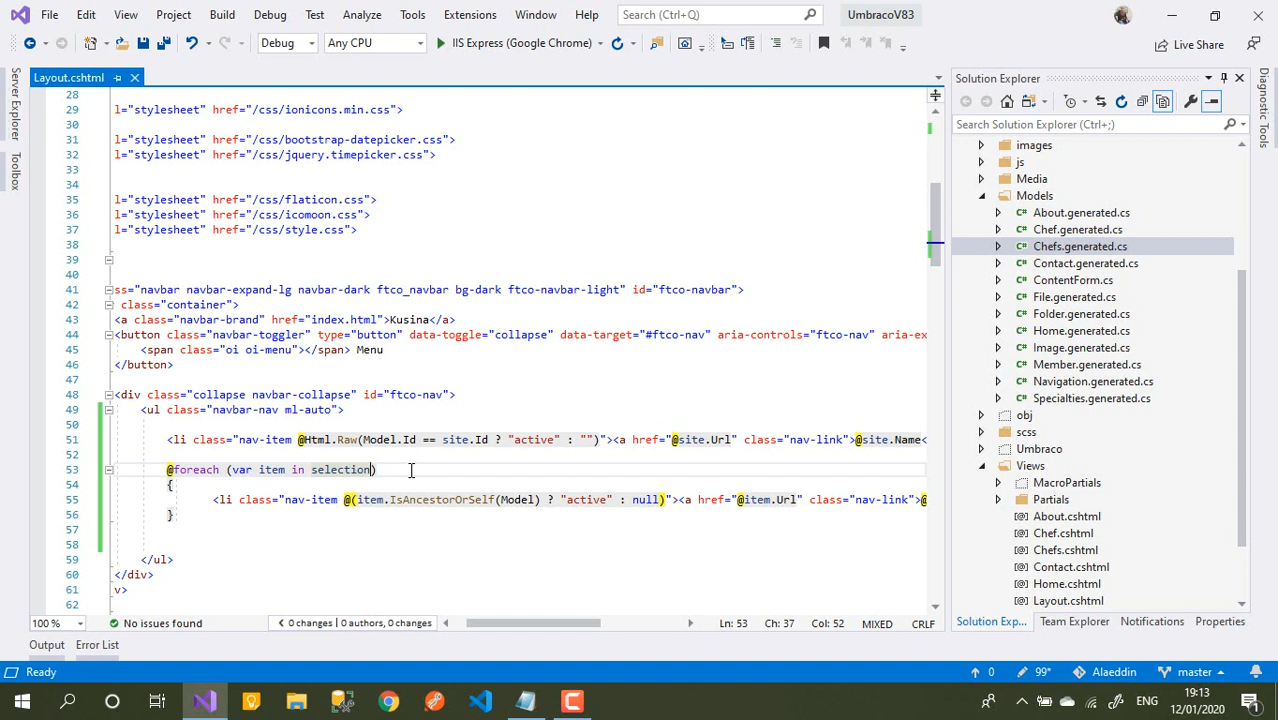 File Edit View Project Build Debug Test Analyze Tools Extensions Window Help Search (Ctrl+Q) UmbracoV83
Debug Any CPU IIS Express (Google Chrome) Live Share
Server Explorer
Toolbox
Layout.cshtml
28
29 l="stylesheet" href="/css/ionicons.min.css">
30
31 l="stylesheet" href="/css/bootstrap-datepicker.css">
32 l="stylesheet" href="/css/jquery.timepicker.css">
33
34
35 l="stylesheet" href="/css/flaticon.css">
36 l="stylesheet" href="/css/icomoon.css">
37 l="stylesheet" href="/css/style.css">
38
39
40
41 ss="navbar navbar-expand-lg navbar-dark ftco_navbar bg-dark ftco-navbar-light" id="ftco-navbar">
42 class="container">
43 <a class="navbar-brand" href="index.html">Kusina</a>
44 <button class="navbar-toggler" type="button" data-toggle="collapse" data-target="#ftco-nav" aria-controls="ftco-nav" aria-ex
45 <span class="oi oi-menu"></span> Menu
46 </button>
47
48 <div class="collapse navbar-collapse" id="ftco-nav">
49 <ul class="navbar-nav ml-auto">
50
51 <li class="nav-item @Html.Raw(Model.Id == site.Id ? "active" : "")"><a href="@site.Url" class="nav-link">@site.Name<
52
53 @foreach (var item in selection)
54 {
55 <li class="nav-item @(item.IsAncestorOrSelf(Model) ? "active" : null)"><a href="@item.Url" class="nav-link">@
56 }
57
58
59 </ul>
60 </div>
61 v>
62
100 % No issues found 0 changes | 0 authors, 0 changes Ln: 53 Ch: 37 Col: 52 MIXED CRLF
Output Error List
Solution Explorer
Search Solution Explorer (Ctrl+;)
images
js
Media
Models
C# About.generated.cs
C# Chef.generated.cs
C# Chefs.generated.cs
C# Contact.generated.cs
C# ContentForm.cs
C# File.generated.cs
C# Folder.generated.cs
C# Home.generated.cs
C# Image.generated.cs
C# Member.generated.cs
C# Navigation.generated.cs
C# Specialties.generated.cs
obj
scss
Umbraco
Views
MacroPartials
Partials
[@] About.cshtml
[@] Chef.cshtml
[@] Chefs.cshtml
[@] Contact.cshtml
[@] Home.cshtml
[@] Layout.cshtml
Solution Exp... Team Explorer Notifications Properties
Diagnostic Tools
Ready 0 99* Alaeddin master
ENG 19:13
12/01/2020 1